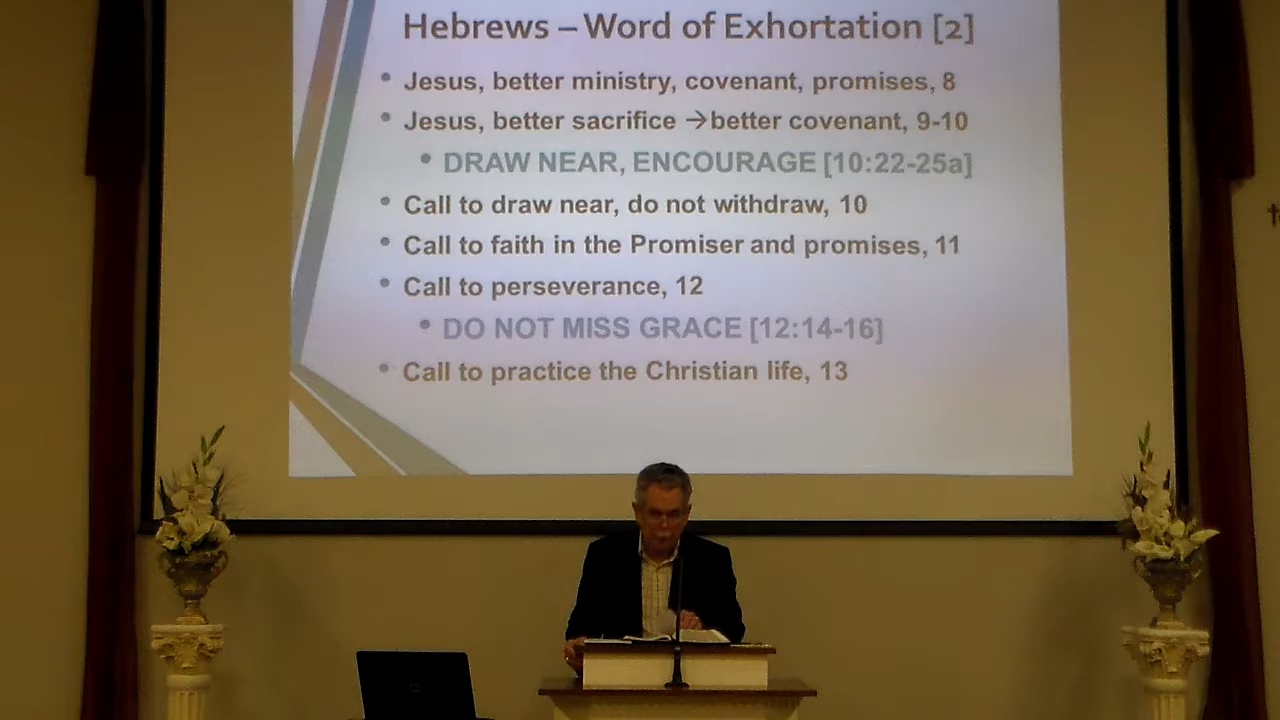 Hebrews – Word of Exhortation [2]
• Jesus, better ministry, covenant, promises, 8
• Jesus, better sacrifice →better covenant, 9-10
• DRAW NEAR, ENCOURAGE [10:22-25a]
• Call to draw near, do not withdraw, 10
• Call to faith in the Promiser and promises, 11
• Call to perseverance, 12
• DO NOT MISS GRACE [12:14-16]
• Call to practice the Christian life, 13